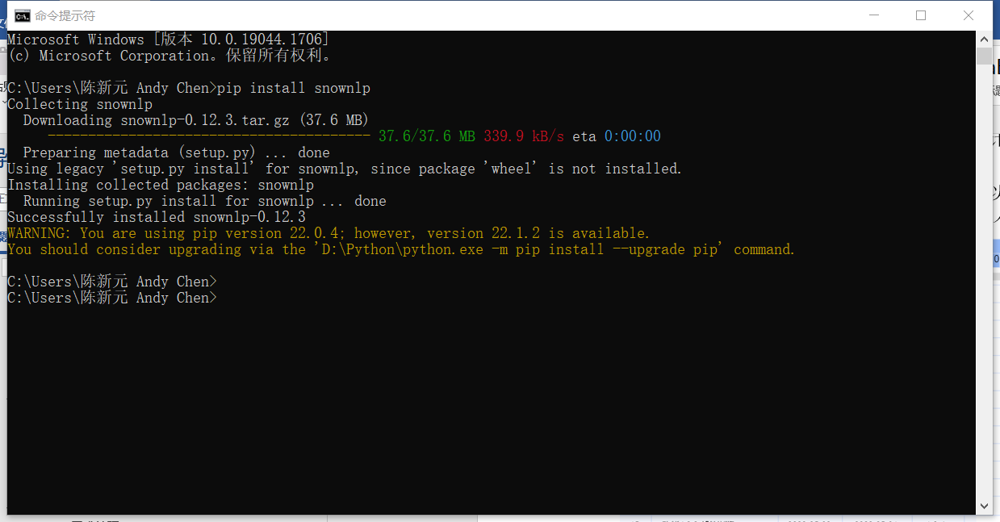 命令提示符
Microsoft Windows [版本 10.0.19044.1706]
(c) Microsoft Corporation。保留所有权利。
C:\Users\陈新元 Andy Chen>pip install snownlp
Collecting snownlp
Downloading snownlp-0.12.3.tar.gz (37.6 MB)
---------------------------------------- 37.6/37.6 MB 339.9 kB/s eta 0:00:00
Preparing metadata (setup.py) ... done
Using legacy 'setup.py install' for snownlp, since package 'wheel' is not installed.
Installing collected packages: snownlp
Running setup.py install for snownlp ... done
Successfully installed snownlp-0.12.3
WARNING: You are using pip version 22.0.4; however, version 22.1.2 is available.
You should consider upgrading via the 'D:\Python\python.exe -m pip install --upgrade pip' command.
C:\Users\陈新元 Andy Chen>
C:\Users\陈新元 Andy Chen>